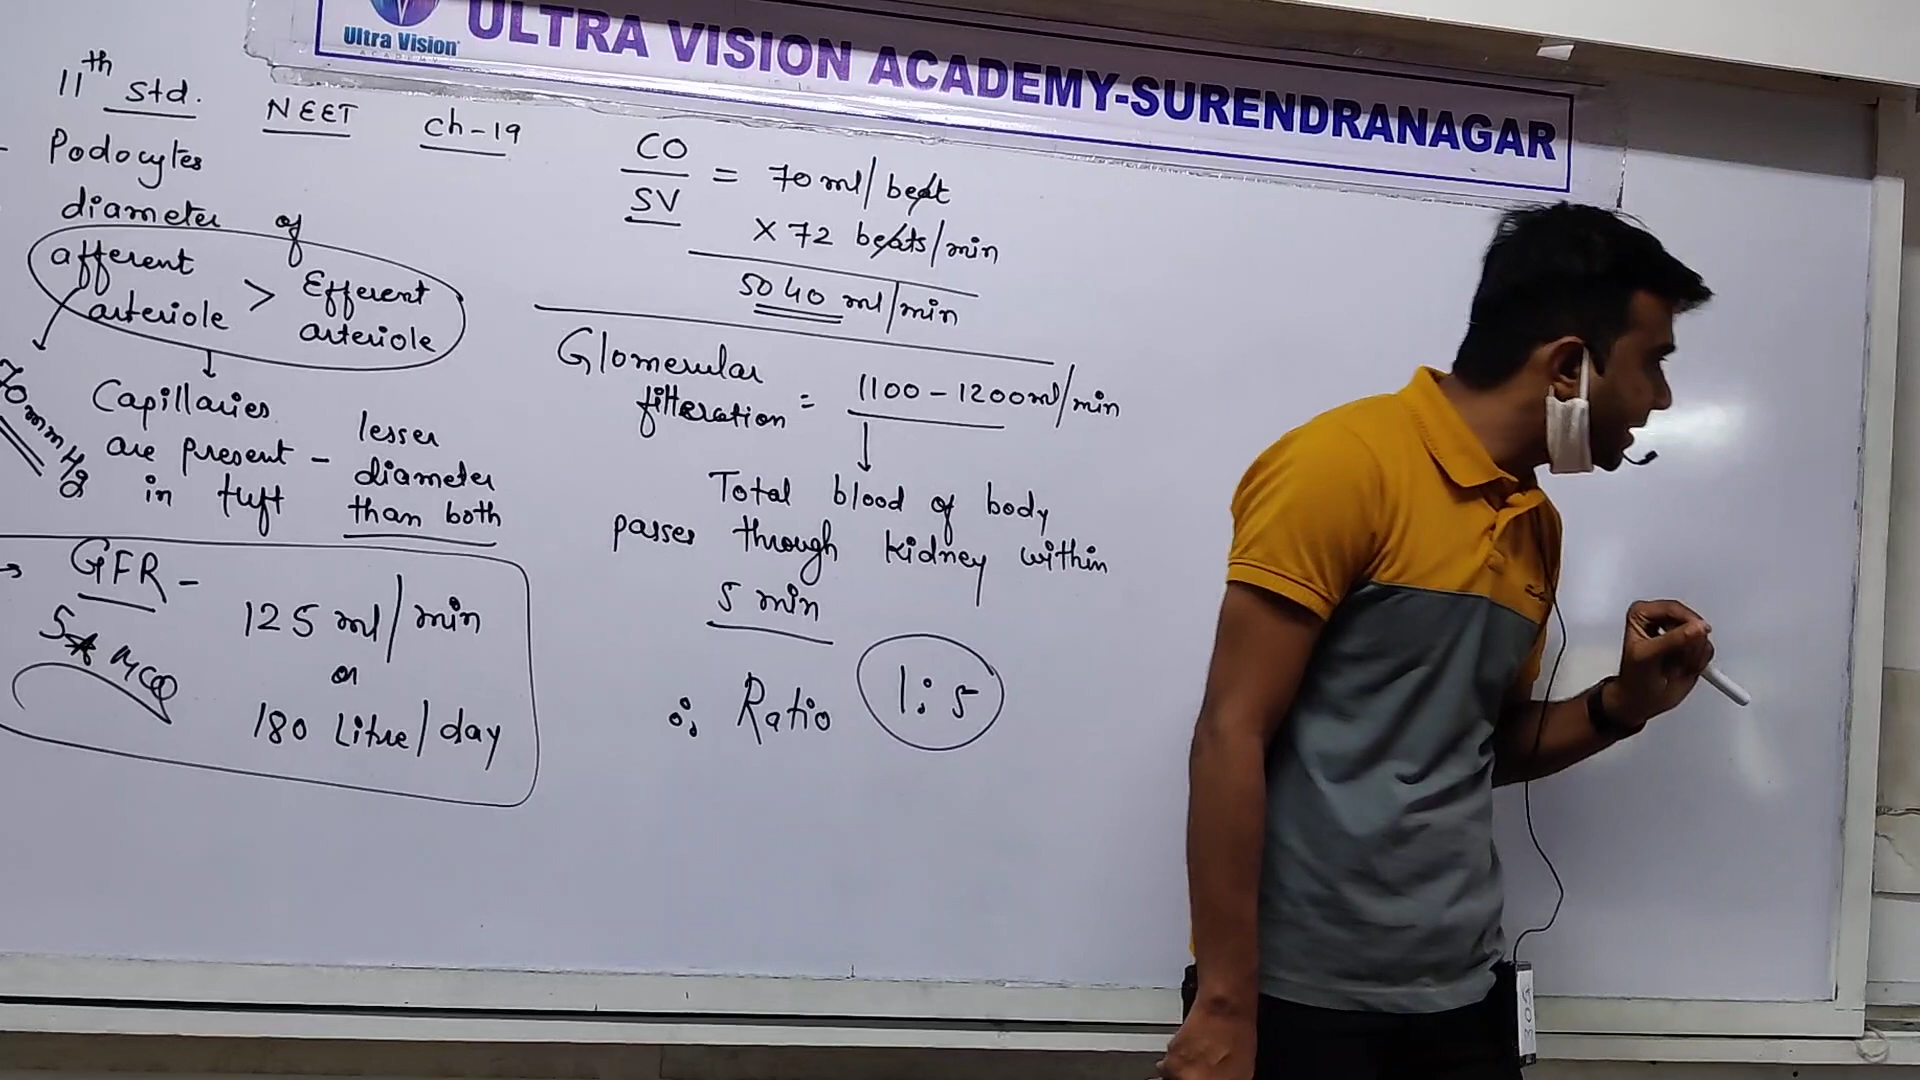 Ultra Vision
ACADEMY
ULTRA VISION ACADEMY-SURENDRANAGAR
11th std. NEET ch-19
- Podocytes
diameter of
afferent
arteriole > Efferent
arteriole
70mmHg
Capillaries
are present -
in tuft
lesser
diameter
than both
→ GFR -
125 ml/min
or
180 Litre/day
5* MCQ
CO
SV = 70 ml/beat
x 72 beats/min
5040 ml/min
Glomerular
filteration = 1100-1200ml/min
Total blood of body
passes through kidney within
5 min
∴ Ratio 1:5
305